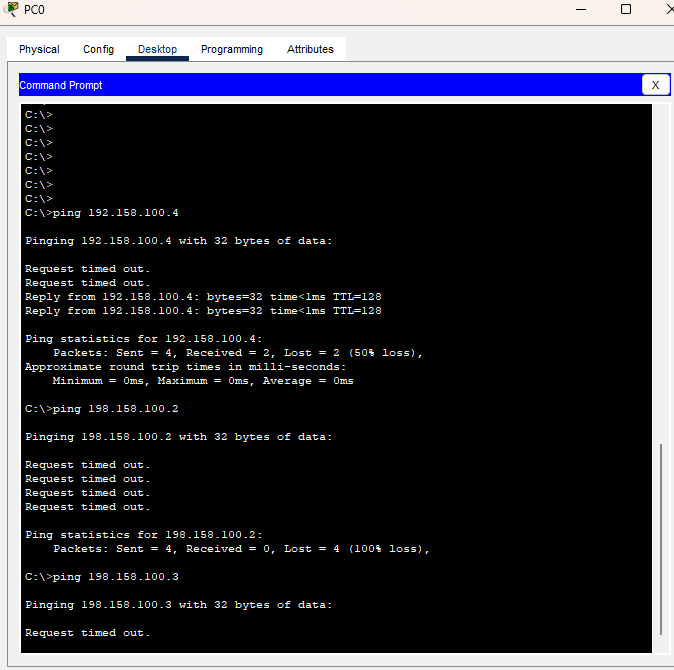 PC0
Physical Config Desktop Programming Attributes
Command Prompt
X
C:\>
C:\>
C:\>
C:\>
C:\>
C:\>
C:\>
C:\>ping 192.158.100.4
Pinging 192.158.100.4 with 32 bytes of data:
Request timed out.
Request timed out.
Reply from 192.158.100.4: bytes=32 time<1ms TTL=128
Reply from 192.158.100.4: bytes=32 time<1ms TTL=128
Ping statistics for 192.158.100.4:
Packets: Sent = 4, Received = 2, Lost = 2 (50% loss),
Approximate round trip times in milli-seconds:
Minimum = 0ms, Maximum = 0ms, Average = 0ms
C:\>ping 198.158.100.2
Pinging 198.158.100.2 with 32 bytes of data:
Request timed out.
Request timed out.
Request timed out.
Request timed out.
Ping statistics for 198.158.100.2:
Packets: Sent = 4, Received = 0, Lost = 4 (100% loss),
C:\>ping 198.158.100.3
Pinging 198.158.100.3 with 32 bytes of data:
Request timed out.